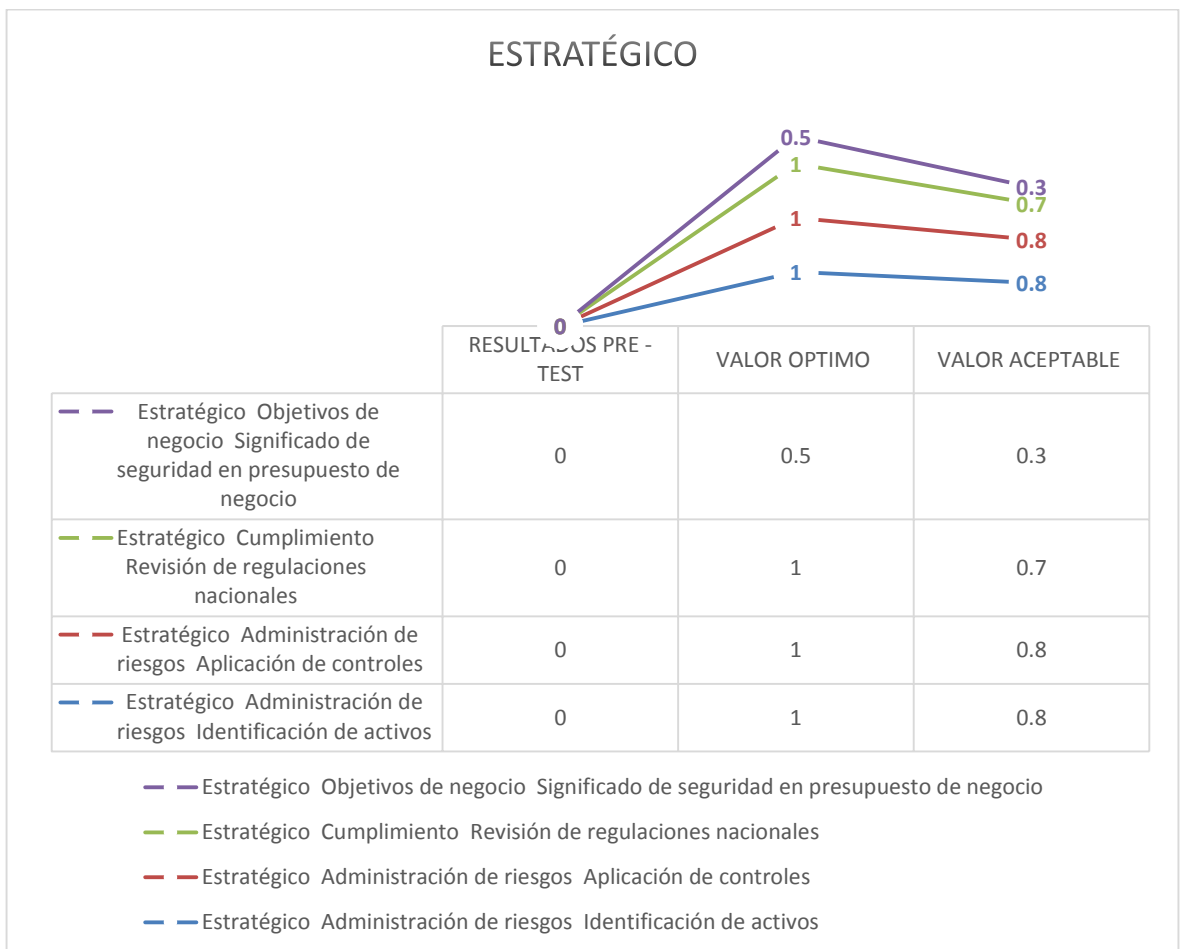 ESTRATÉGICO
0.5
1
0.3
0.7
1
0.8
1
0.8
0
RESULTADOS PRE -
TEST
VALOR OPTIMO
VALOR ACEPTABLE
Estratégico Objetivos de
negocio Significado de
seguridad en presupuesto de
negocio
0
0.5
0.3
Estratégico Cumplimiento
Revisión de regulaciones
nacionales
0
1
0.7
Estratégico Administración de
riesgos Aplicación de controles
0
1
0.8
Estratégico Administración de
riesgos Identificación de activos
0
1
0.8
Estratégico Objetivos de negocio Significado de seguridad en presupuesto de negocio
Estratégico Cumplimiento Revisión de regulaciones nacionales
Estratégico Administración de riesgos Aplicación de controles
Estratégico Administración de riesgos Identificación de activos